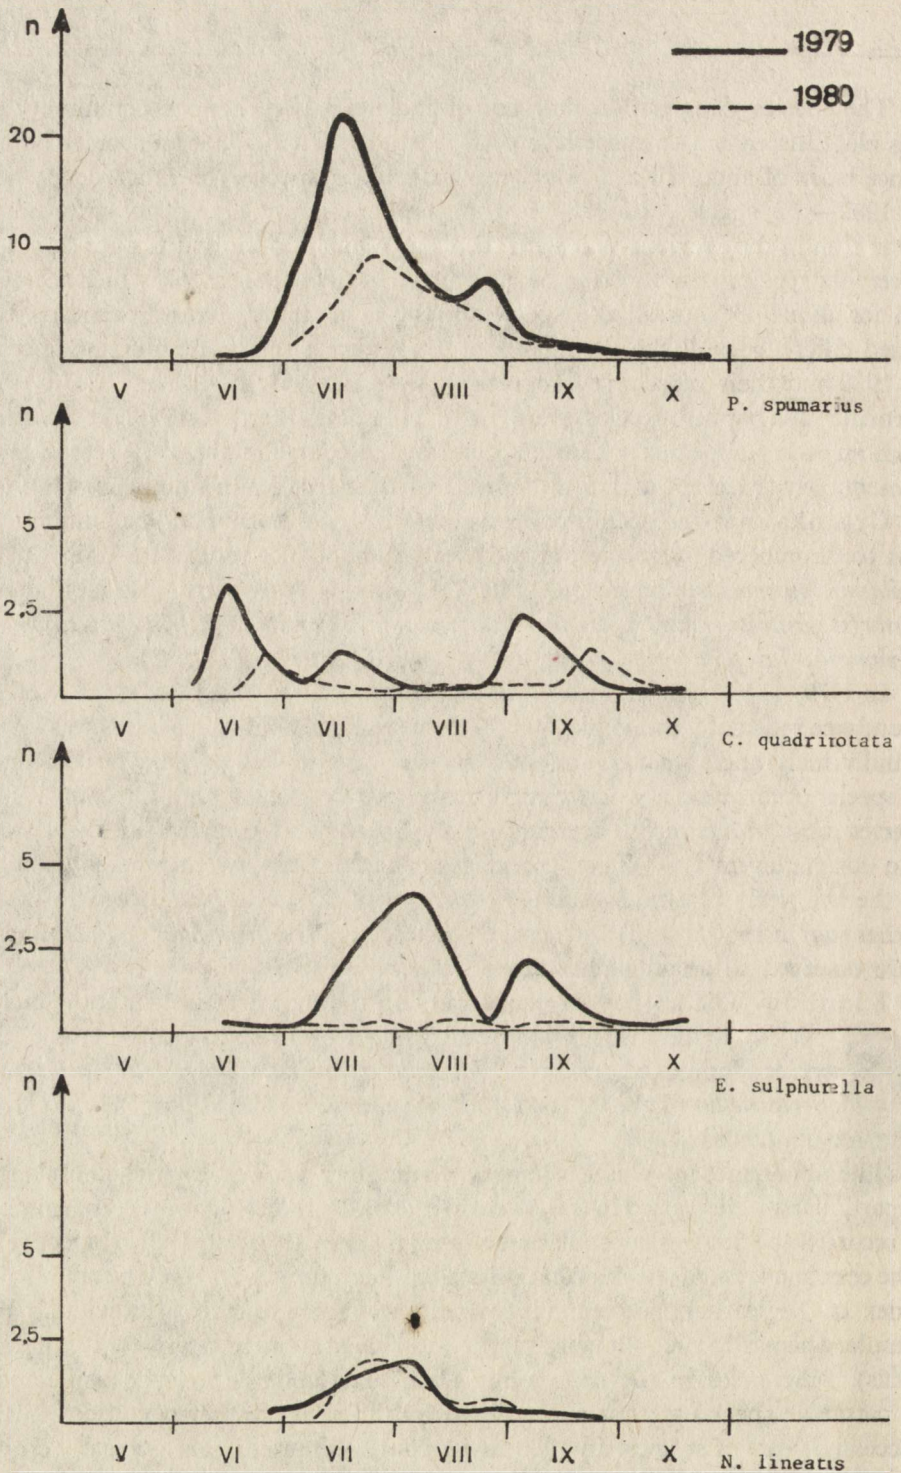 n
1979
1980
20
10
V VI VII VIII IX X
P. spumarius
n
5
2,5
V VI VII VIII IX X
C. quadrinotata
n
5
2,5
V VI VII VIII IX X
E. sulphurella
n
5
2,5
V VI VII VIII IX X
N. lineatus